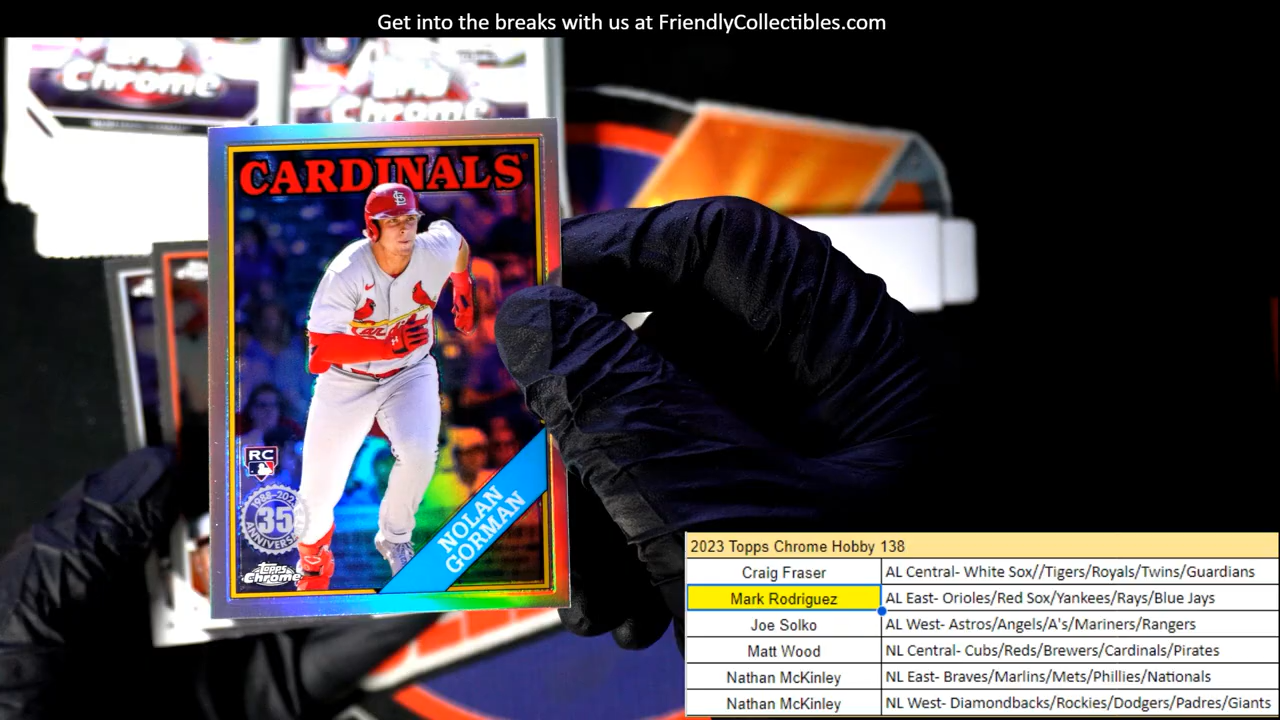 Get into the breaks with us at FriendlyCollectibles.com
Chrome
Chrome
CARDINALS
Cardinals
RC
35
ANNIVERSARY
Topps
Chrome
NOLAN
GORMAN
2023 Topps Chrome Hobby 138
Craig Fraser AL Central- White Sox//Tigers/Royals/Twins/Guardians
Mark Rodriguez AL East- Orioles/Red Sox/Yankees/Rays/Blue Jays
Joe Solko AL West- Astros/Angels/A's/Mariners/Rangers
Matt Wood NL Central- Cubs/Reds/Brewers/Cardinals/Pirates
Nathan McKinley NL East- Braves/Marlins/Mets/Phillies/Nationals
Nathan McKinley NL West- Diamondbacks/Rockies/Dodgers/Padres/Giants